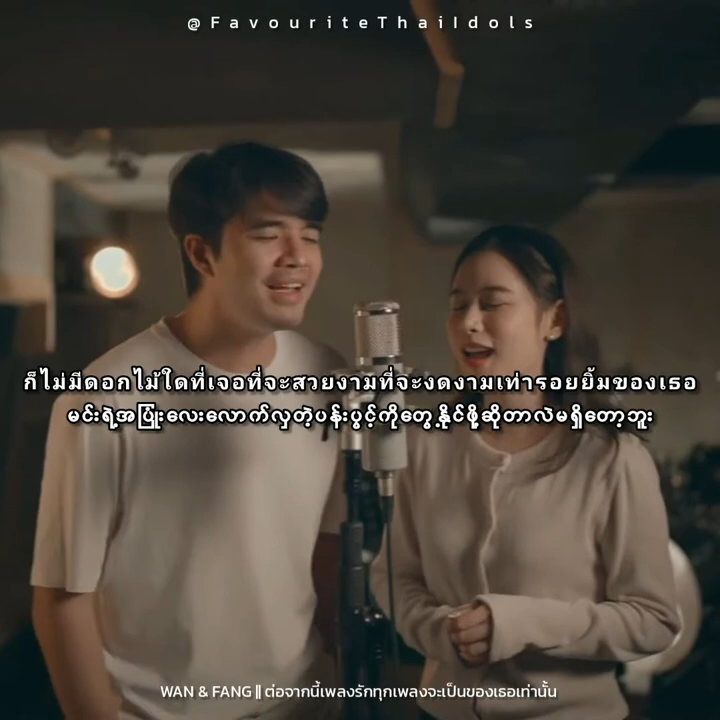 @FavouriteThaiIdols
ก็ไม่มีดอกไม้ใดที่เจอที่จะสวยงามที่จะงดงามเท่ารอยยิ้มของเธอ
မင်းရဲ့အပြုံးလေးလောက်လှတဲ့ပန်းပွင့်ကိုတွေ့နိုင်ဖို့ဆိုတာလဲမရှိတော့ဘူး
WAN & FANG || ต่อจากนี้เพลงรักทุกเพลงจะเป็นของเธอเท่านั้น